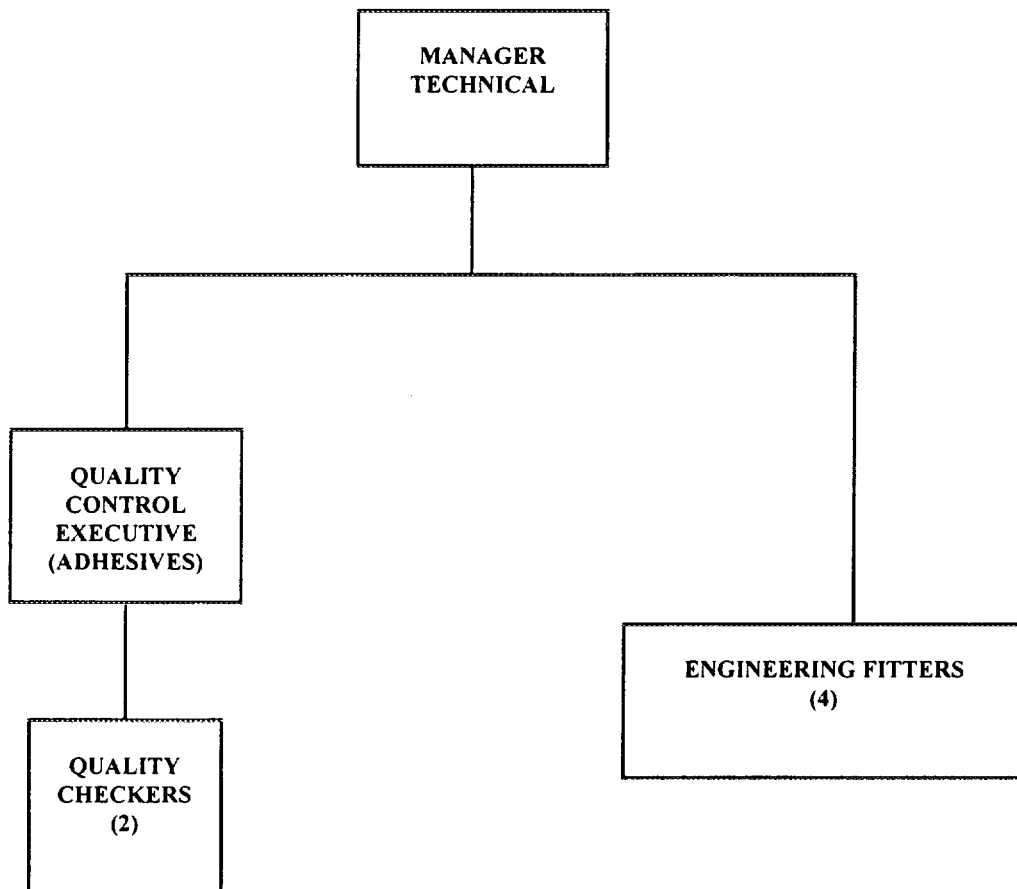 MANAGER
TECHNICAL
QUALITY
CONTROL
EXECUTIVE
(ADHESIVES)
ENGINEERING FITTERS
(4)
QUALITY
CHECKERS
(2)